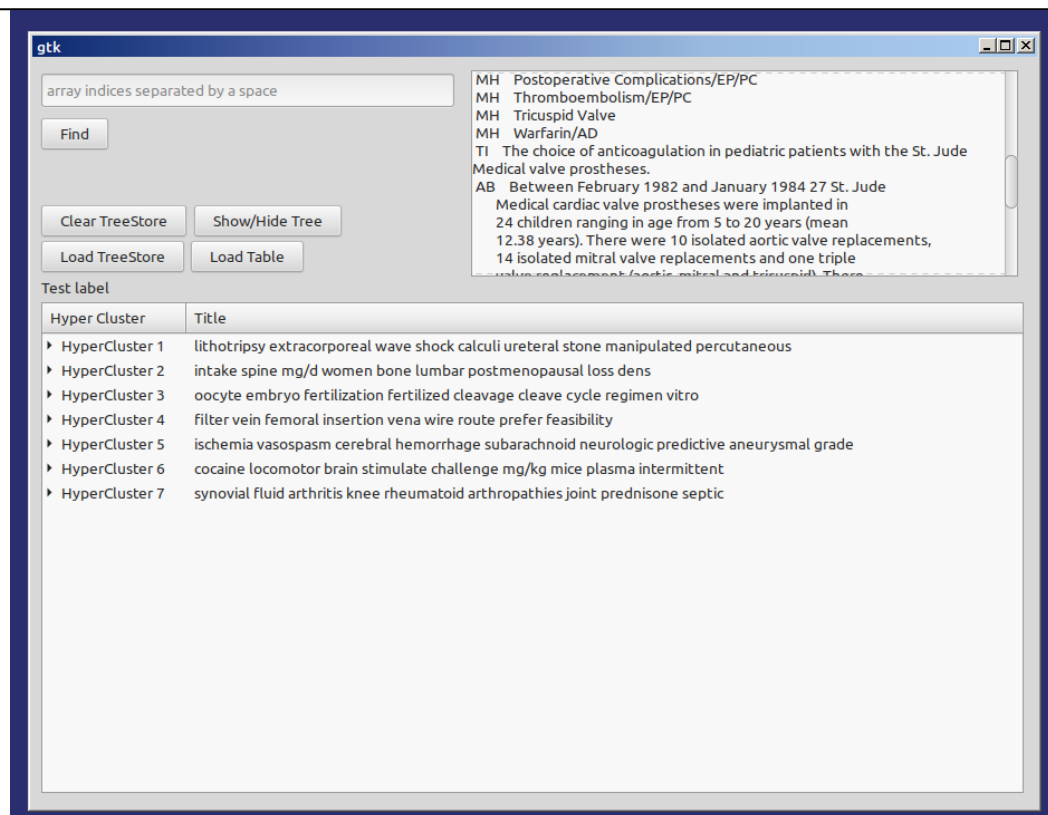 gtk
array indices separated by a space
Find
Clear TreeStore
Show/Hide Tree
Load TreeStore
Load Table
MH Postoperative Complications/EP/PC
MH Thromboembolism/EP/PC
MH Tricuspid Valve
MH Warfarin/AD
TI The choice of anticoagulation in pediatric patients with the St. Jude
Medical valve prostheses.
AB Between February 1982 and January 1984 27 St. Jude
Medical cardiac valve prostheses were implanted in
24 children ranging in age from 5 to 20 years (mean
12.38 years). There were 10 isolated aortic valve replacements,
14 isolated mitral valve replacements and one triple
valve replacement (aortic, mitral and tricuspid). There
Test label
Hyper Cluster Title
HyperCluster 1 lithotripsy extracorporeal wave shock calculi ureteral stone manipulated percutaneous
HyperCluster 2 intake spine mg/d women bone lumbar postmenopausal loss dens
HyperCluster 3 oocyte embryo fertilization fertilized cleavage cleave cycle regimen vitro
HyperCluster 4 filter vein femoral insertion vena wire route prefer feasibility
HyperCluster 5 ischemia vasospasm cerebral hemorrhage subarachnoid neurologic predictive aneurysmal grade
HyperCluster 6 cocaine locomotor brain stimulate challenge mg/kg mice plasma intermittent
HyperCluster 7 synovial fluid arthritis knee rheumatoid arthropathies joint prednisone septic